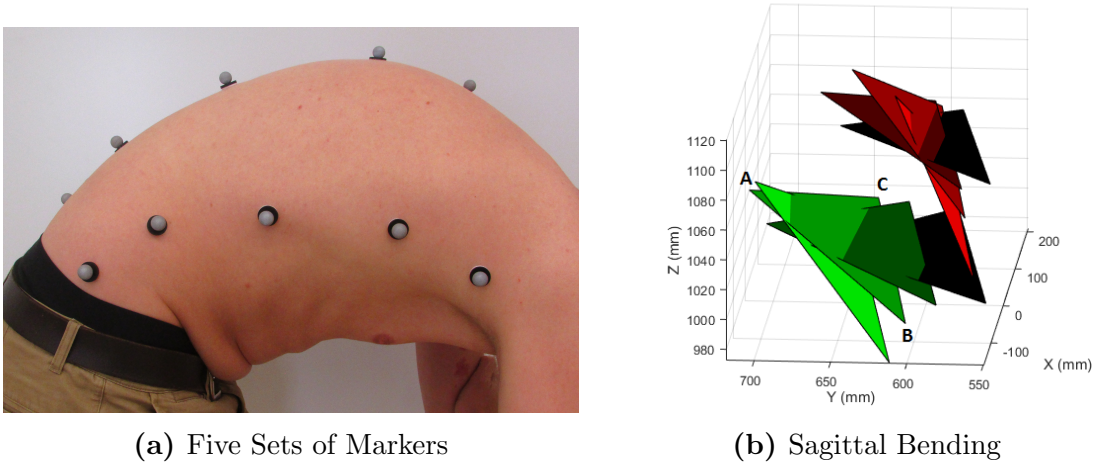 1120
1100
1080
1060
1040
1020
1000
980
Z (mm)
A
C
B
200
100
0
-100
X (mm)
700
650
600
550
Y (mm)
(a) Five Sets of Markers
(b) Sagittal Bending